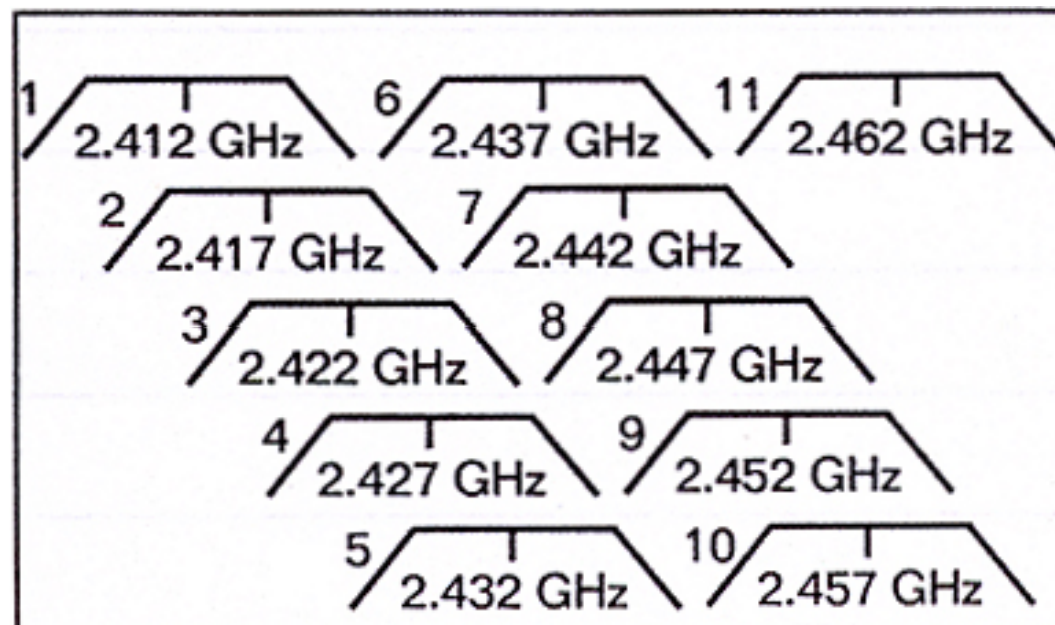 1 2.412 GHz 6 2.437 GHz 11 2.462 GHz
2 2.417 GHz 7 2.442 GHz
3 2.422 GHz 8 2.447 GHz
4 2.427 GHz 9 2.452 GHz
5 2.432 GHz 10 2.457 GHz